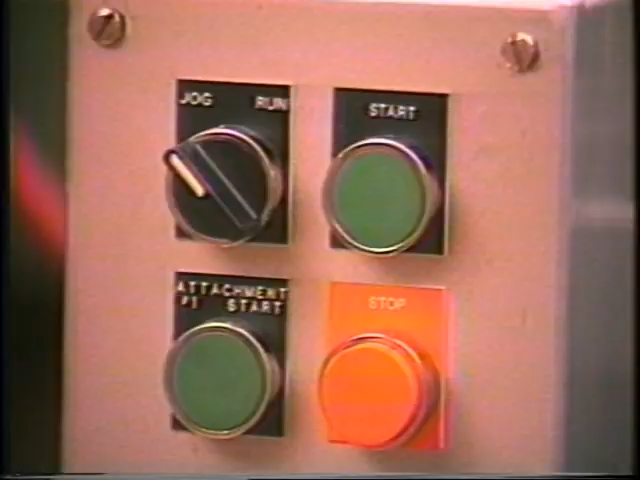 JOG RUN
START
ATTACHMENT
#1 START
STOP